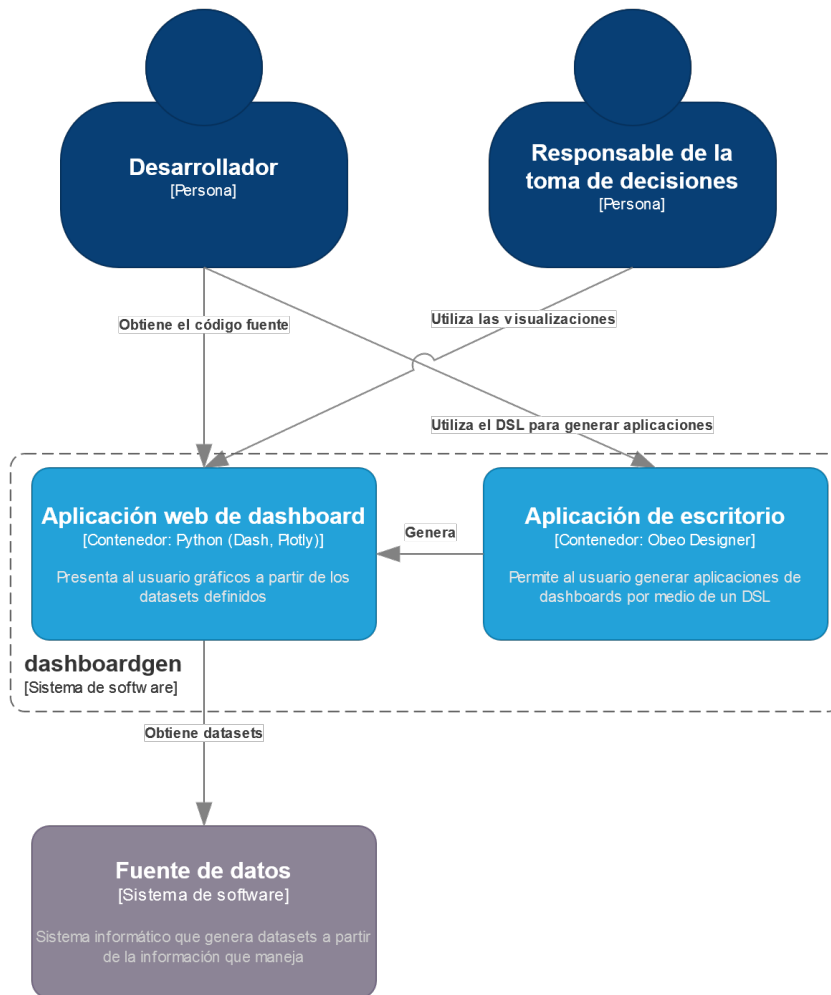 Desarrollador
[Persona]
Responsable de la
toma de decisiones
[Persona]
Obtiene el código fuente
Utiliza las visualizaciones
Utiliza el DSL para generar aplicaciones
Aplicación web de dashboard
[Contenedor: Python (Dash, Plotly)]
Presenta al usuario gráficos a partir de los
datasets definidos
Genera
Aplicación de escritorio
[Contenedor: Obeo Designer]
Permite al usuario generar aplicaciones de
dashboards por medio de un DSL
dashboardgen
[Sistema de software]
Obtiene datasets
Fuente de datos
[Sistema de software]
Sistema informático que genera datasets a partir
de la información que maneja